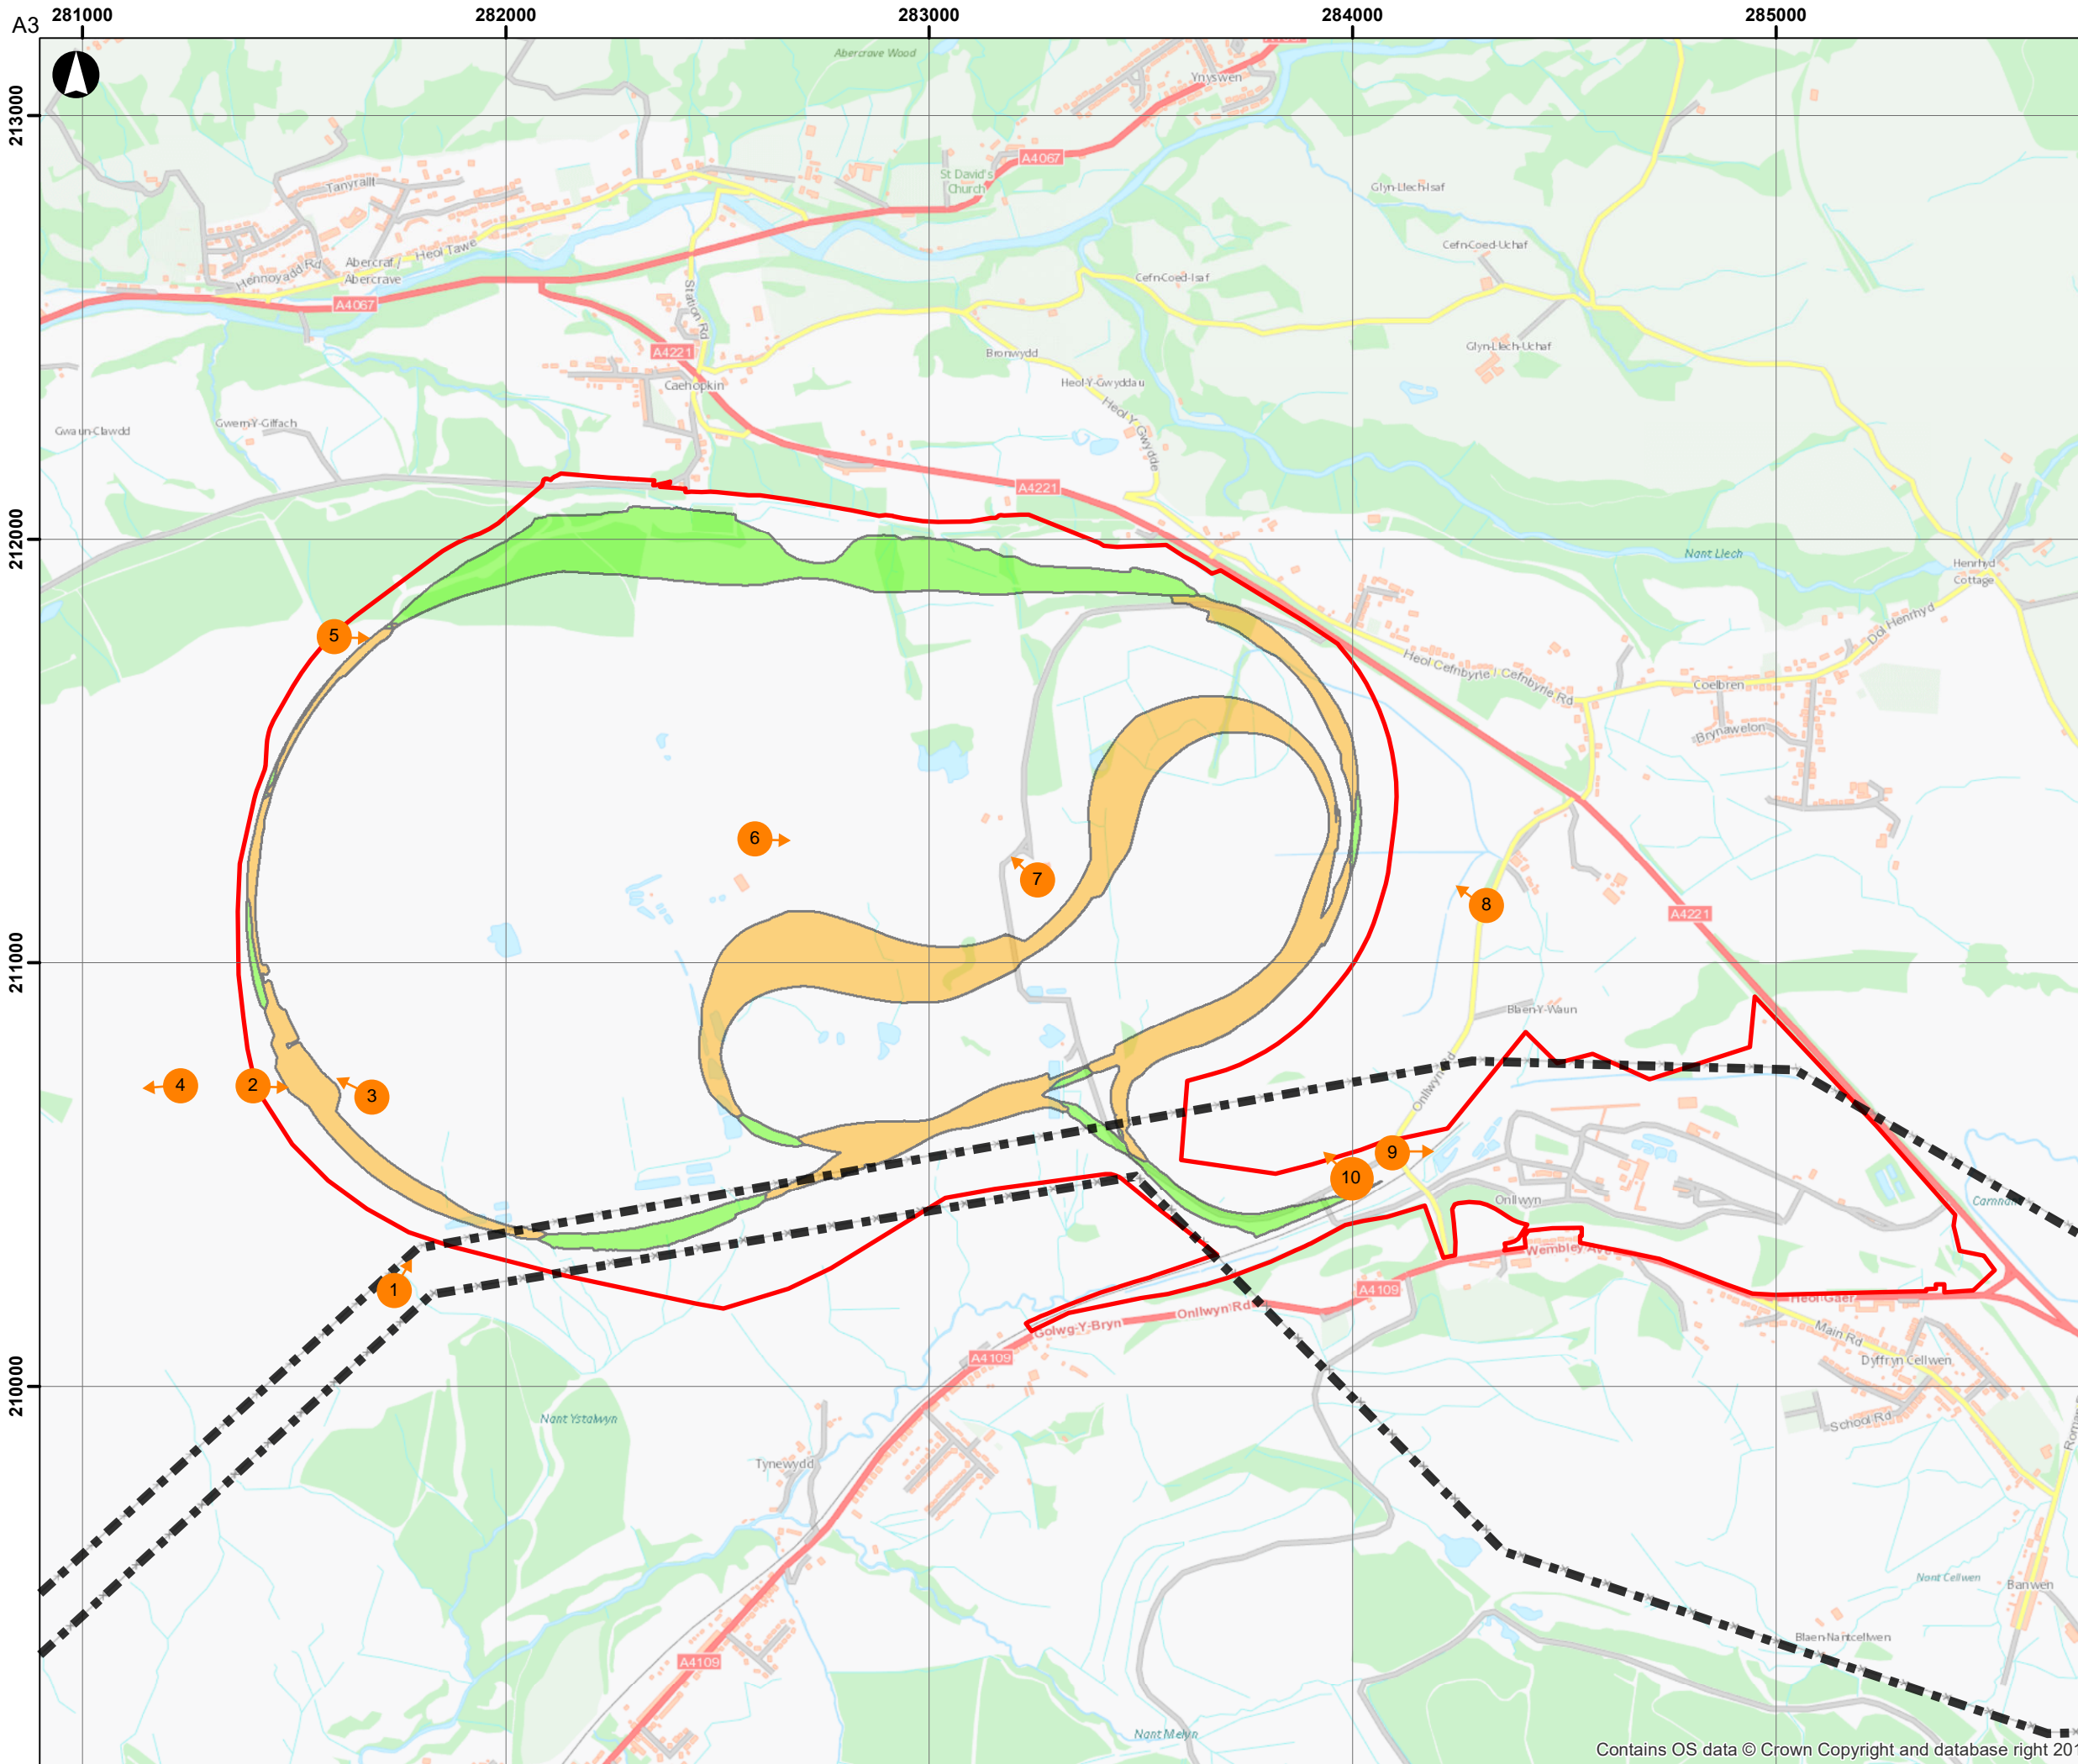 281000
282000
283000
284000
285000
A3
213000
212000
211000
210000
Abercrave Wood
Ynyswen
A4067
St David's
Church
Glyn-Llech-Isaf
Tanyrallt
Heol Tawe
Abercraf /
Abercrave
Hennoyadd Rd
A4067
Station Rd
Cefn-Coed-Uchaf
Cefn-Coed-Isaf
A4221
Caehopkin
Bronwydd
Heol-Y-Gwyddau
Heol Y Gwydde
Glyn-Llech-Uchaf
Gwaun-Clawdd
Gwern-Y-Giffach
A4221
Nant Llech
Henrhyd
Cottage
Dol Henrhyd
Heol Cefnbyrle / Cefnbyrle Rd
Coelbren
Brynawelon
5
6
7
8
A4221
Blaen-Y-Waun
Onllwyn Rd
4
2
3
9
10
1
Onllwyn
Camnant
Wembley Ave
A4109
Heol Gaer
Onllwyn Rd
Golwg-Y-Bryn
A4109
Main Rd
Dyffryn Cellwen
School Rd
Nant Ystalwyn
Tynewydd
Nant Cellwen
Banwen
Blaen-Nantcellwen
A4109
Nant Melyn
Contains OS data © Crown Copyright and database right 201